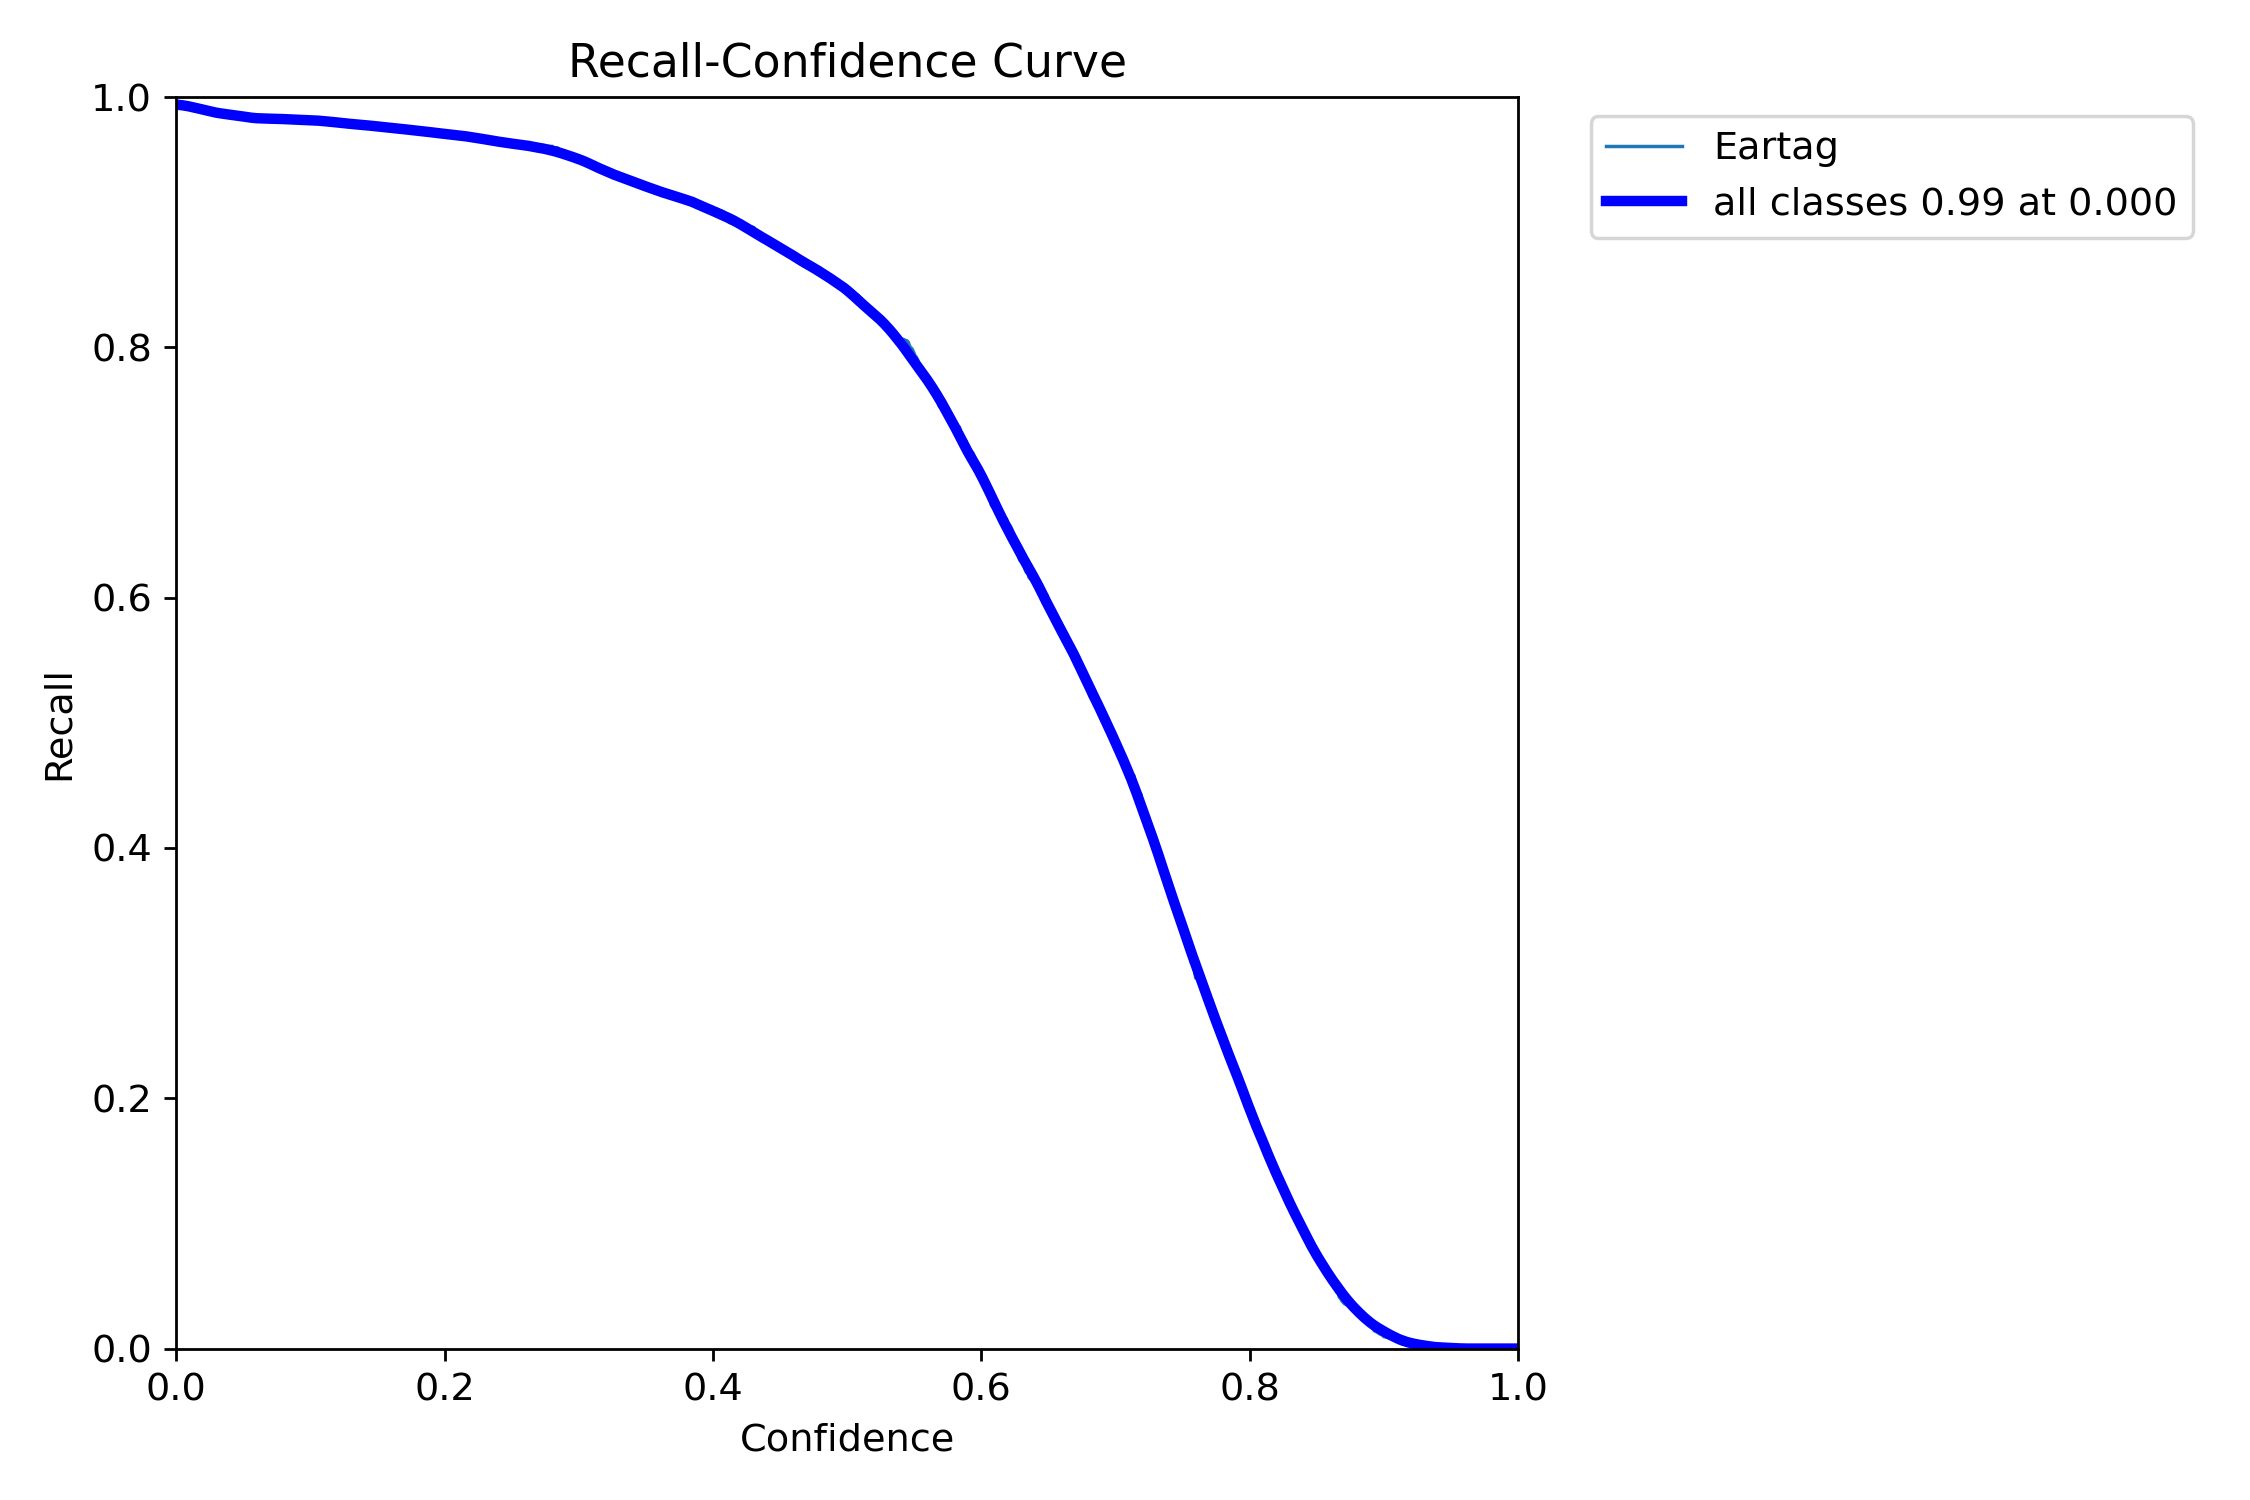 Recall-Confidence Curve
Eartag
all classes 0.99 at 0.000
1.0
0.8
0.6
0.4
0.2
0.0
Recall
0.0 0.2 0.4 0.6 0.8 1.0
Confidence